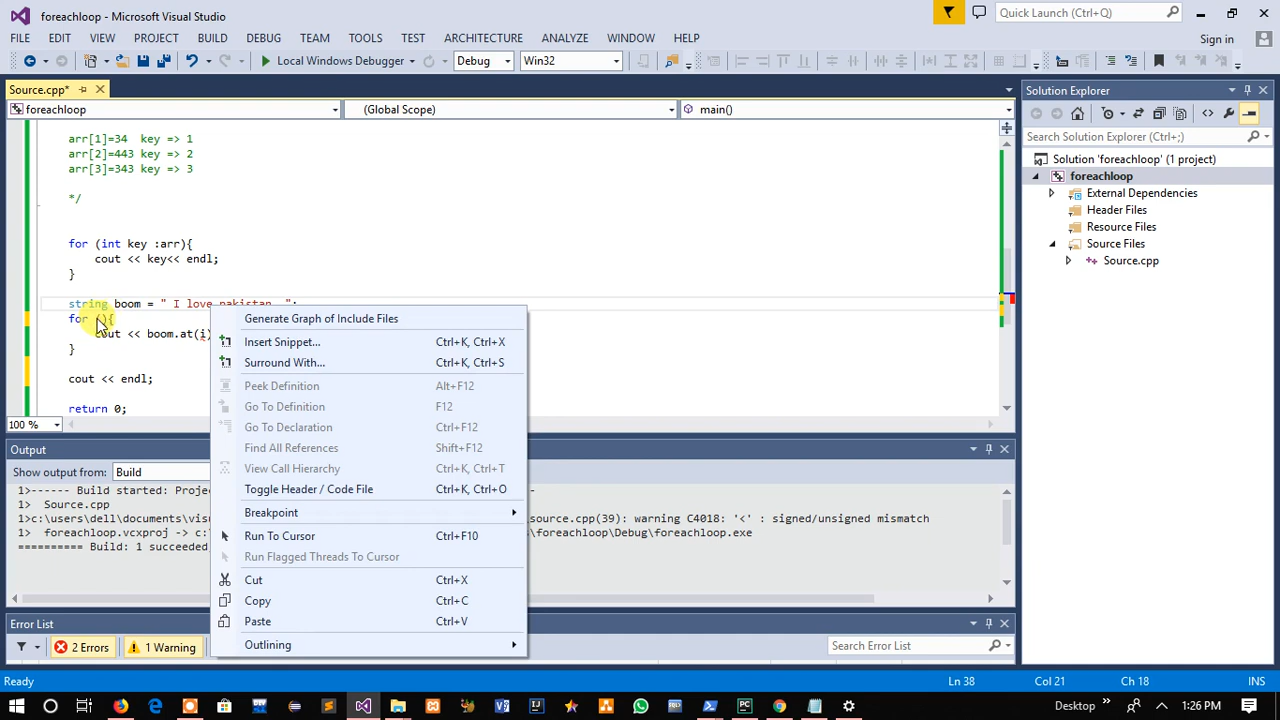 foreachloop - Microsoft Visual Studio
Quick Launch (Ctrl+Q)
FILE EDIT VIEW PROJECT BUILD DEBUG TEAM TOOLS TEST ARCHITECTURE ANALYZE WINDOW HELP
Sign in
Local Windows Debugger Debug Win32
Source.cpp*
foreachloop (Global Scope) main()
arr[1]=34 key => 1
arr[2]=443 key => 2
arr[3]=343 key => 3
*/
for (int key :arr){
cout << key<< endl;
}
string boom = " I love pakistan ";
for (){
cout << boom.at(i)
}
cout << endl;
return 0;
100 %
Generate Graph of Include Files
Insert Snippet... Ctrl+K, Ctrl+X
Surround With... Ctrl+K, Ctrl+S
Peek Definition Alt+F12
Go To Definition F12
Go To Declaration Ctrl+F12
Find All References Shift+F12
View Call Hierarchy Ctrl+K, Ctrl+T
Toggle Header / Code File Ctrl+K, Ctrl+O
Breakpoint
Run To Cursor Ctrl+F10
Run Flagged Threads To Cursor
Cut Ctrl+X
Copy Ctrl+C
Paste Ctrl+V
Outlining
Output
Show output from: Build
1>------ Build started: Projec
1> Source.cpp
1>c:\users\dell\documents\vis source.cpp(39): warning C4018: '<' : signed/unsigned mismatch
1> foreachloop.vcxproj -> c: foreachloop\Debug\foreachloop.exe
========== Build: 1 succeeded
Error List
2 Errors 1 Warning
Search Error List
Solution Explorer
Search Solution Explorer (Ctrl+;)
Solution 'foreachloop' (1 project)
foreachloop
External Dependencies
Header Files
Resource Files
Source Files
Source.cpp
Ready Ln 38 Col 21 Ch 18 INS
Desktop 1:26 PM